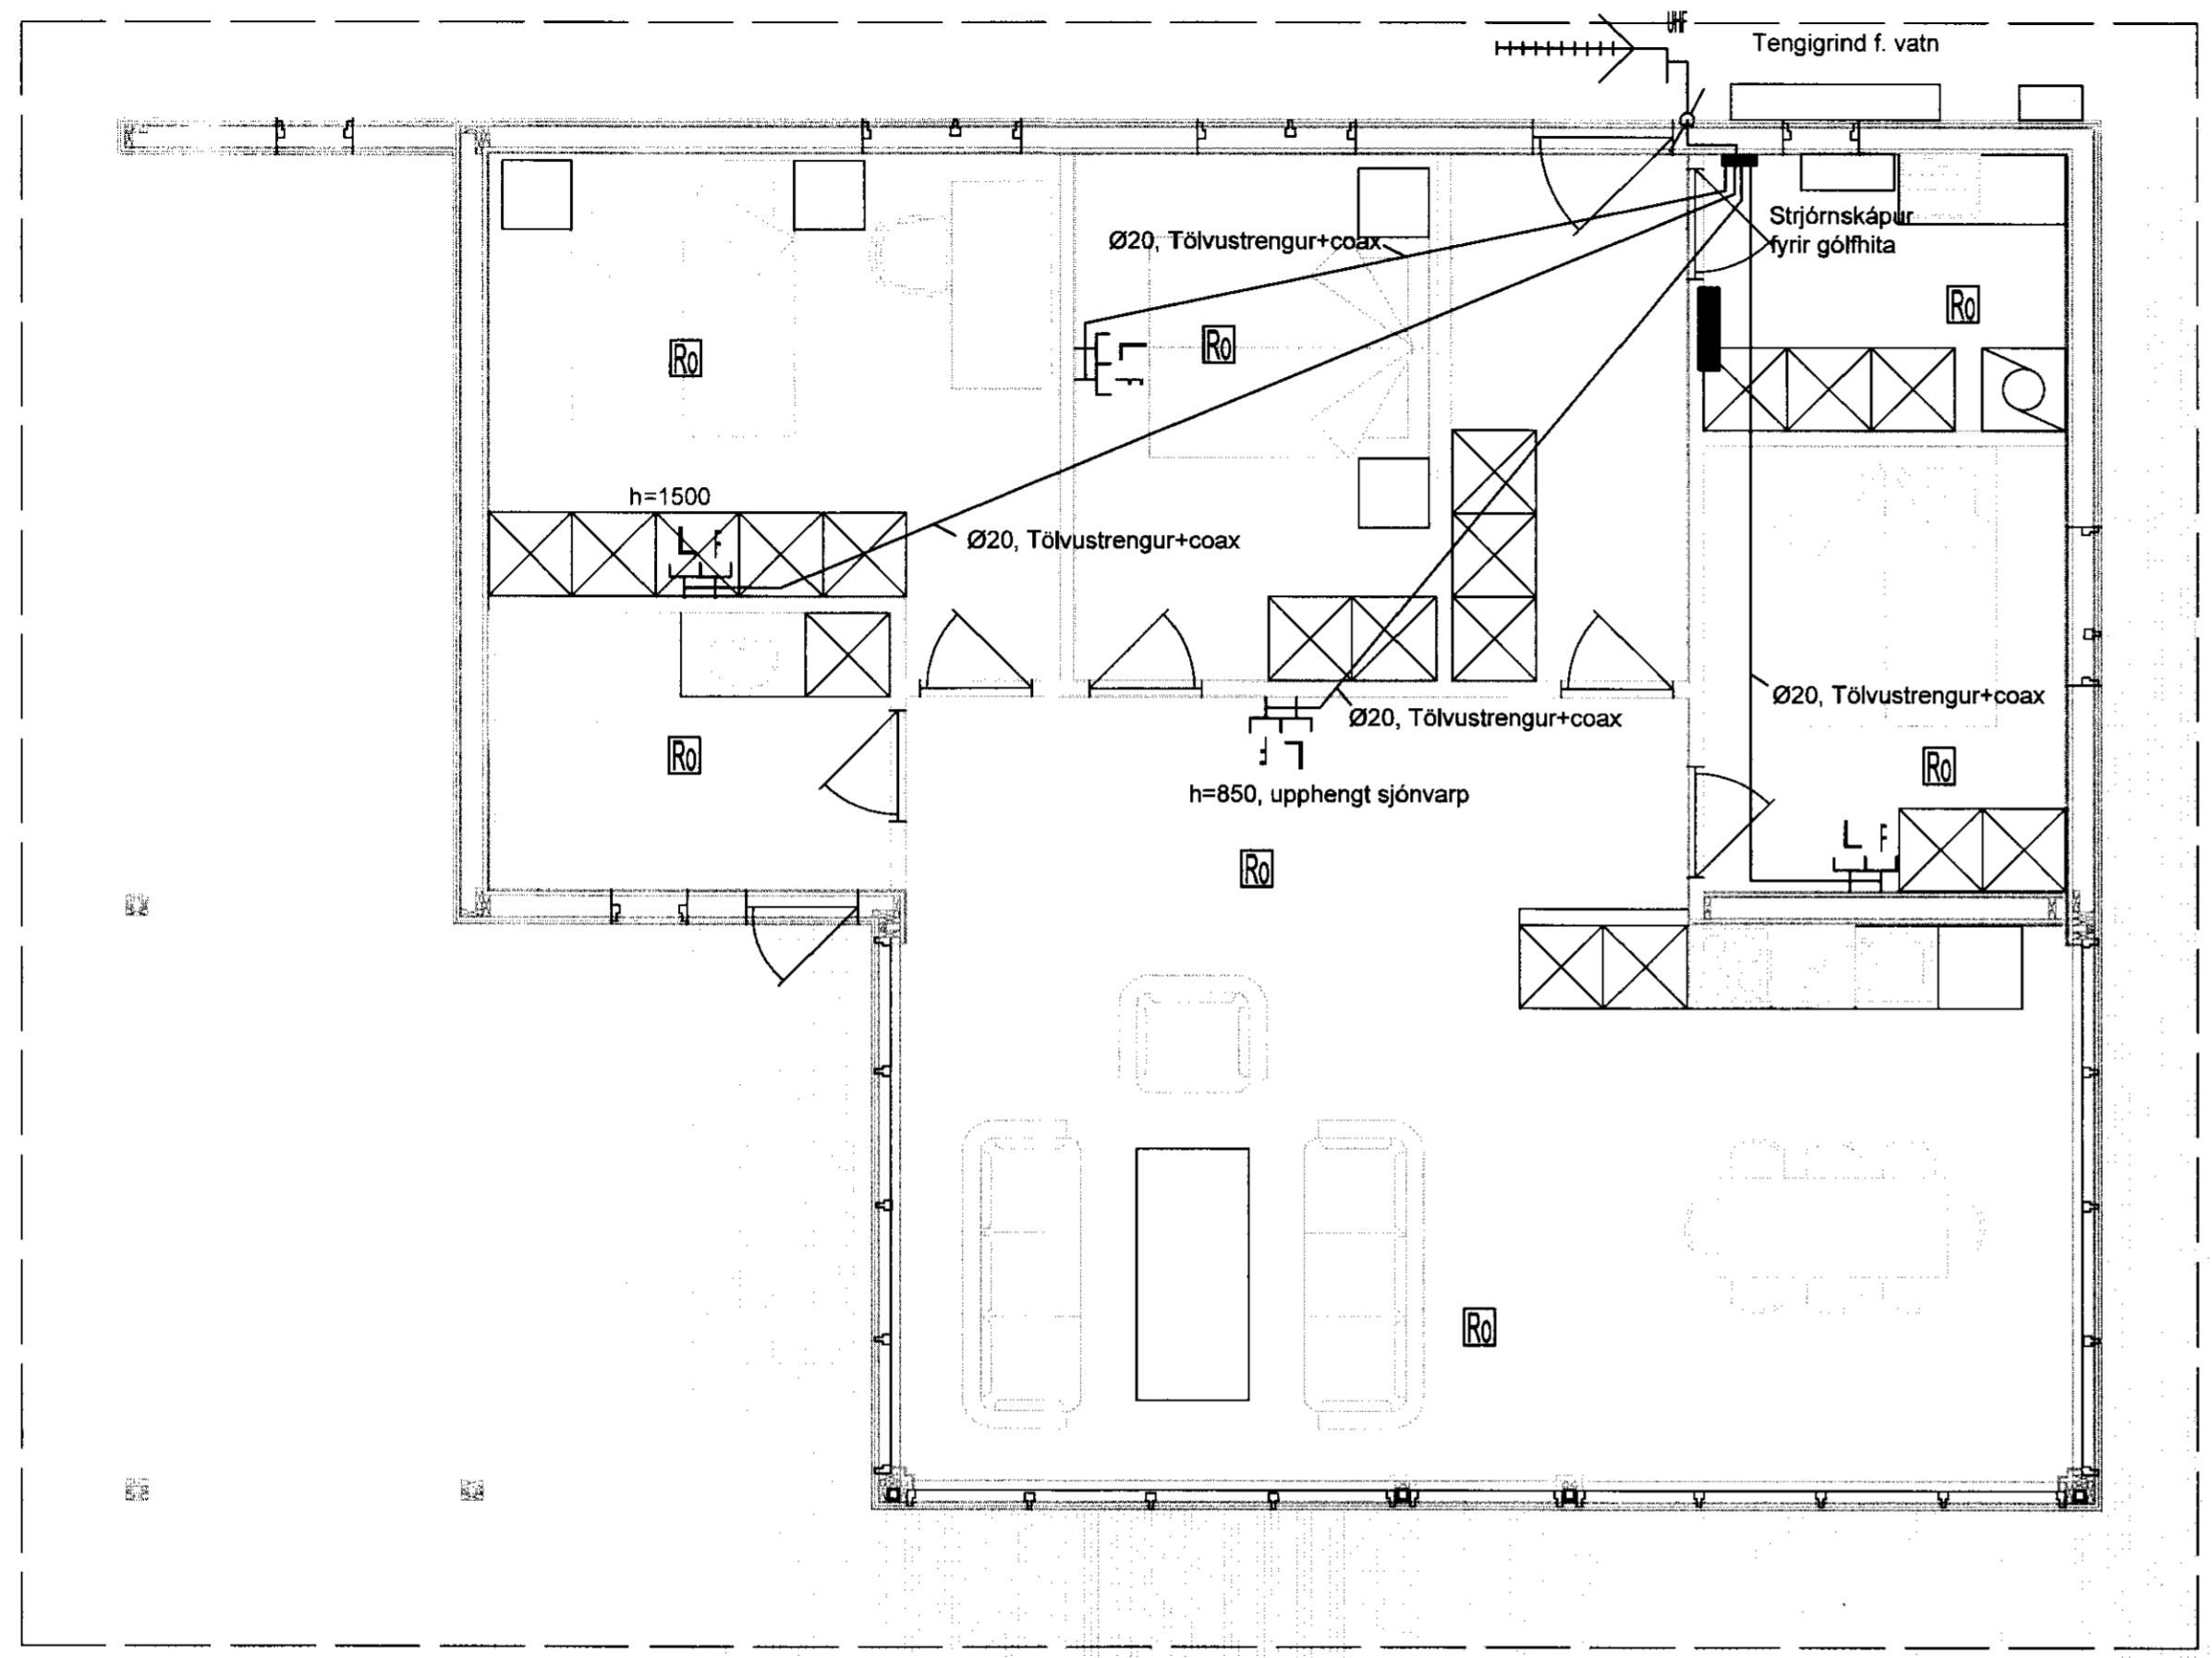 UHF
Tengigrind f. vatn
Strjórnskápur
fyrir gólfhita
Ø20, Tölvustrengur+coax
Ro
Ro
Ro
L
F
h=1500
L F
Ø20, Tölvustrengur+coax
Ø20, Tölvustrengur+coax
Ø20, Tölvustrengur+coax
F L
h=850, upphengt sjónvarp
Ro
Ro
L F
Ro
Ro